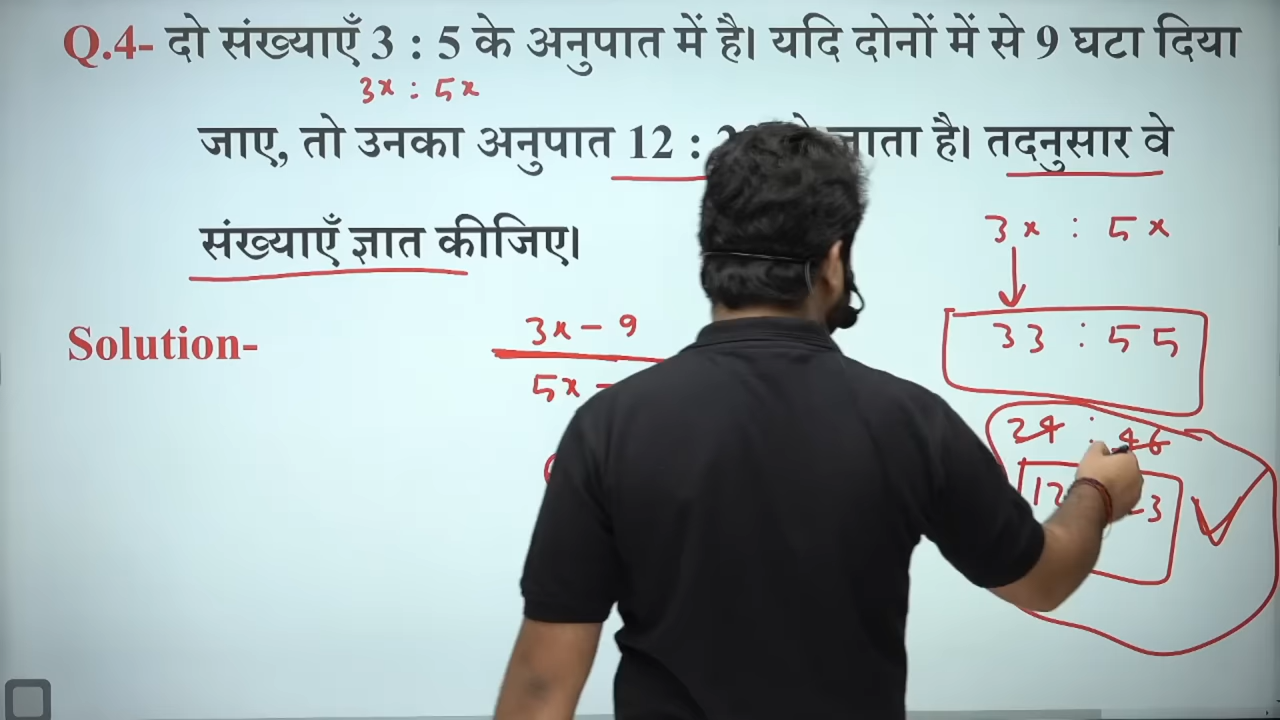 Q.4- दो संख्याएँ 3 : 5 के अनुपात में है। यदि दोनों में से 9 घटा दिया
3x : 5x
जाए, तो उनका अनुपात 12 : जाता है। तदनुसार वे
3x : 5x
संख्याएँ ज्ञात कीजिए।
Solution-
3x - 9
33 : 55
5x -
24 : 46
12 3